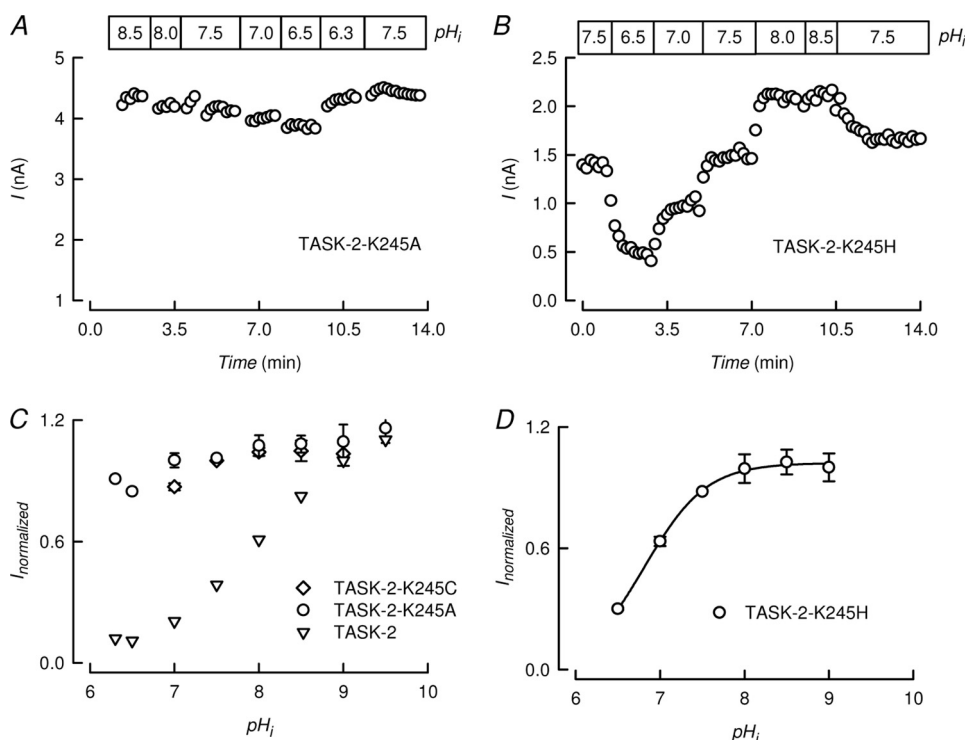 A
8.5 8.0 7.5 7.0 6.5 6.3 7.5 pHi
5
4
3
2
1
I (nA)
TASK-2-K245A
0.0 3.5 7.0 10.5 14.0
Time (min)
B
7.5 6.5 7.0 7.5 8.0 8.5 7.5 pHi
2.5
2.0
1.5
1.0
0.5
0.0
I (nA)
TASK-2-K245H
0.0 3.5 7.0 10.5 14.0
Time (min)
C
1.2
0.6
0.0
Inormalized
TASK-2-K245C
TASK-2-K245A
TASK-2
6 7 8 9 10
pHi
D
1.2
0.6
0.0
Inormalized
TASK-2-K245H
6 7 8 9 10
pHi